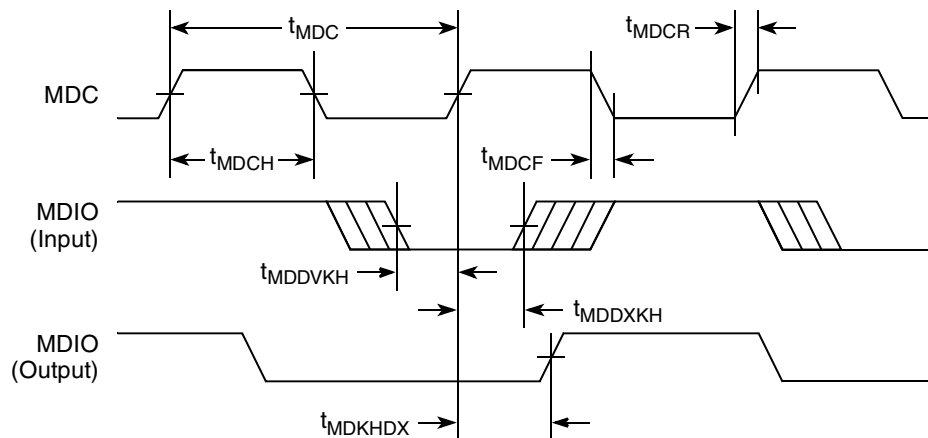 tMDC
tMDCR
MDC
tMDCH
tMDCF
MDIO
(Input)
tMDDVKH
tMDDXKH
MDIO
(Output)
tMDKHDX